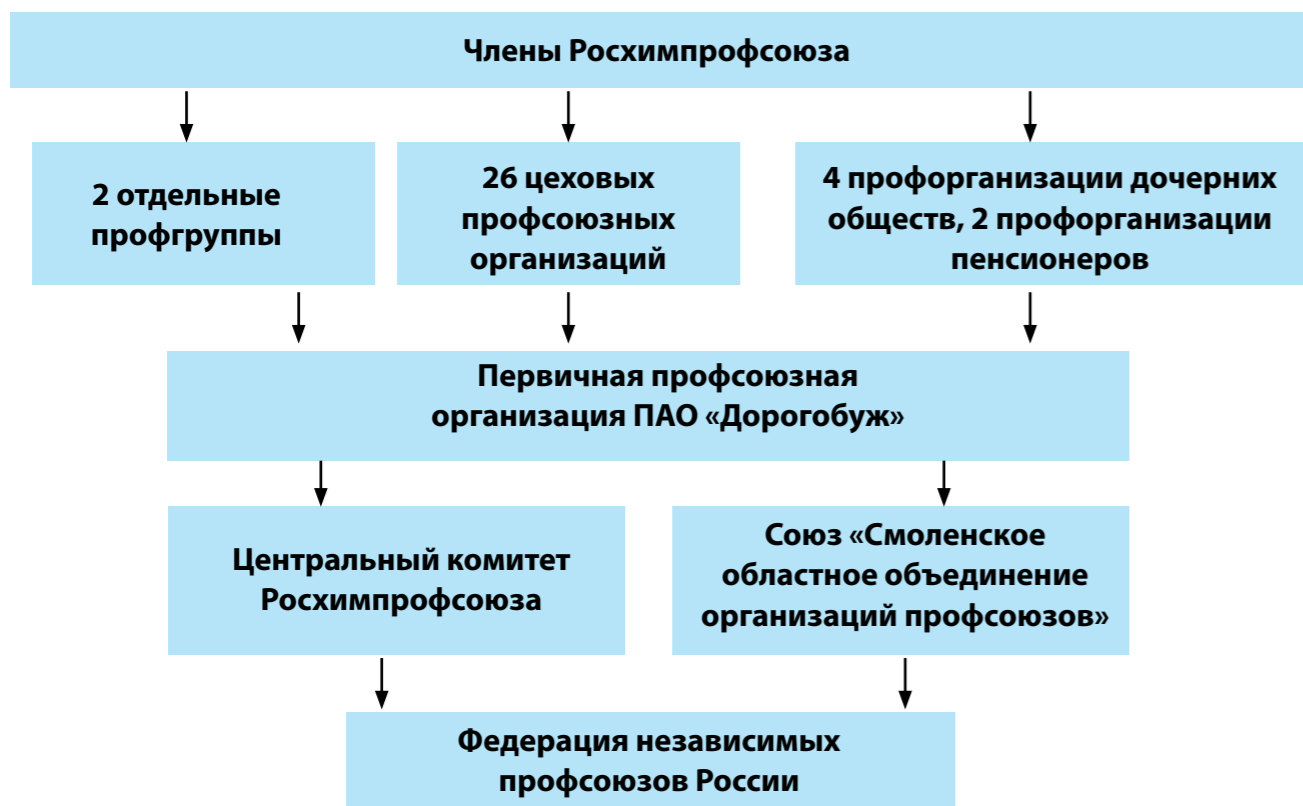 Члены Росхимпрофсоюза
2 отдельные
профгруппы
26 цеховых
профсоюзных
организаций
4 профорганизации дочерних
обществ, 2 профорганизации
пенсионеров
Первичная профсоюзная
организация ПАО «Дорогобуж»
Центральный комитет
Росхимпрофсоюза
Союз «Смоленское
областное объединение
организаций профсоюзов»
Федерация независимых
профсоюзов России